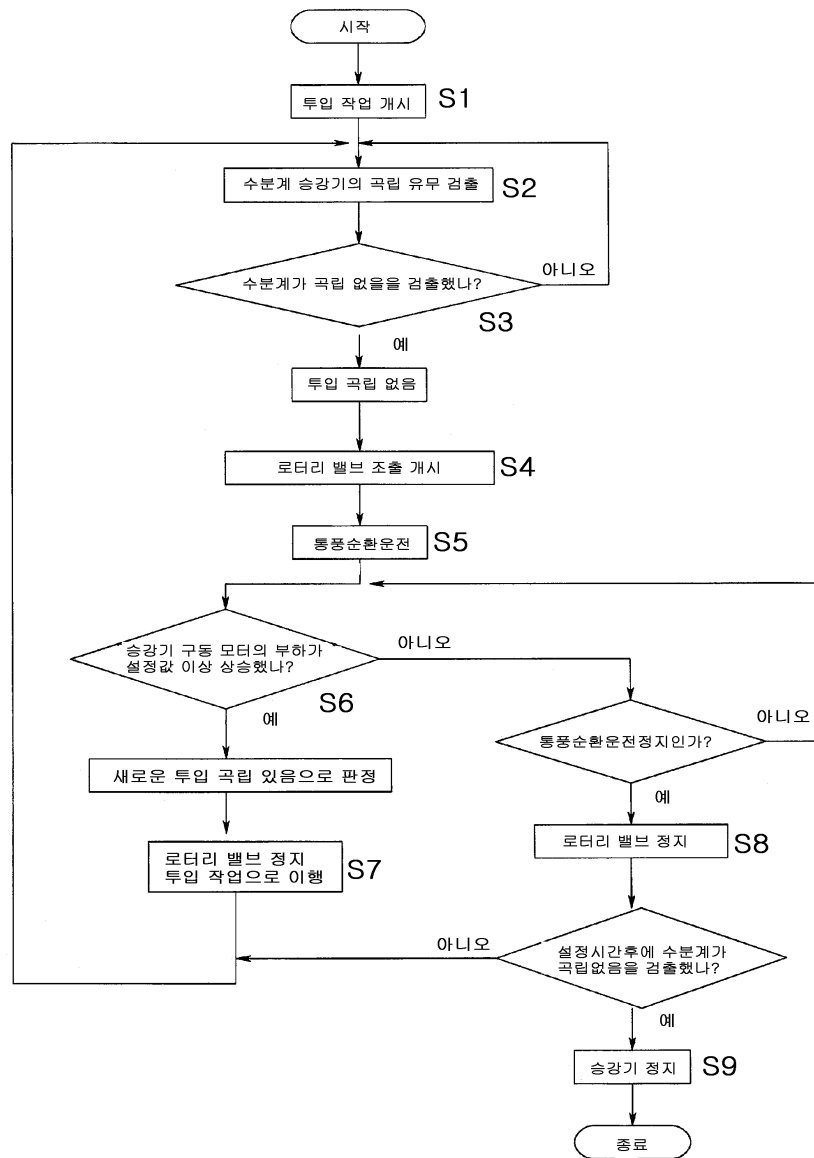 시작
투입 작업 개시
S1
수분계 승강기의 곡립 유무 검출
S2
수분계가 곡립 없을을 검출했나?
아니오
S3
예
투입 곡립 없음
로터리 밸브 조출 개시
S4
통풍순환운전
S5
승강기 구동 모터의 부하가
설정값 이상 상승했나?
아니오
S6
예
통풍순환운전정지인가?
아니오
예
새로운 투입 곡립 있음으로 판정
로터리 밸브 정지
투입 작업으로 이행
S7
로터리 밸브 정지
S8
설정시간후에 수분계가
곡립없음을 검출했나?
아니오
예
승강기 정지
S9
종료